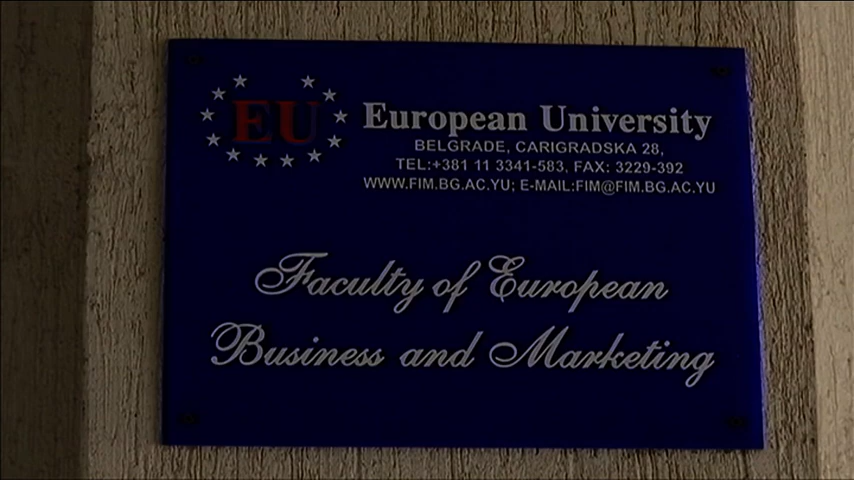 EU
European University
BELGRADE, CARIGRADSKA 28,
TEL:+381 11 3341-583, FAX: 3229-392
WWW.FIM.BG.AC.YU; E-MAIL:FIM@FIM.BG.AC.YU
Faculty of European
Business and Marketing